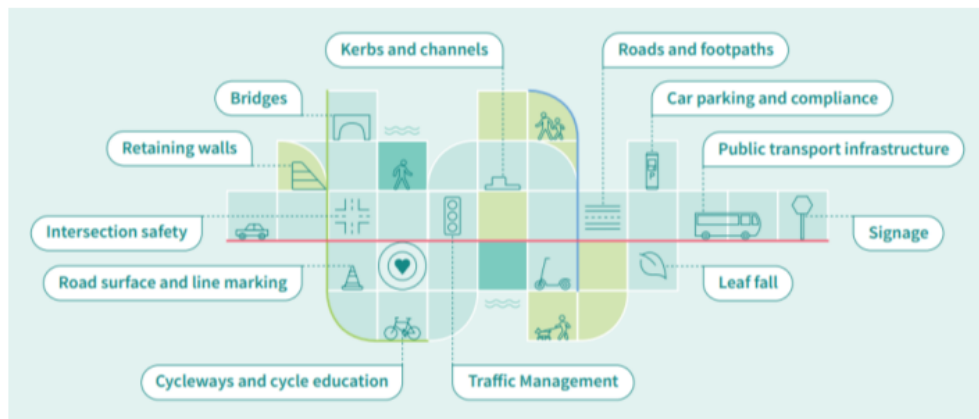 Kerbs and channels
Roads and footpaths
Bridges
Car parking and compliance
Retaining walls
Public transport infrastructure
Intersection safety
Signage
Road surface and line marking
Leaf fall
Cycleways and cycle education
Traffic Management